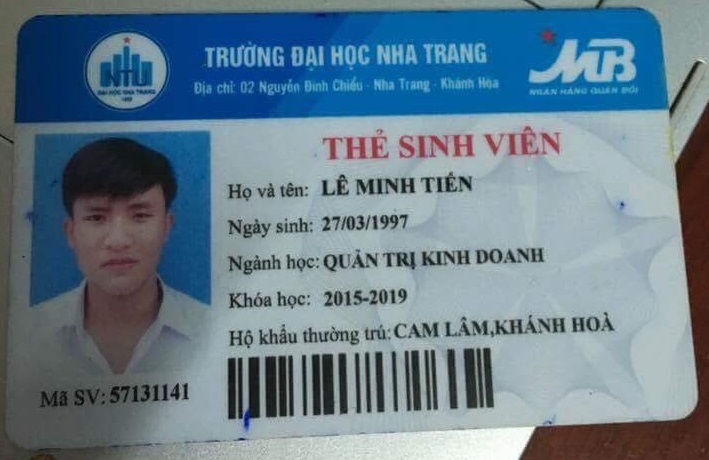 NTU
ĐẠI HỌC NHA TRANG
1959
TRƯỜNG ĐẠI HỌC NHA TRANG
Địa chỉ: 02 Nguyễn Đình Chiểu - Nha Trang - Khánh Hòa
MB
NGÂN HÀNG QUÂN ĐỘI
THẺ SINH VIÊN
Họ và tên: LÊ MINH TIẾN
Ngày sinh: 27/03/1997
Ngành học: QUẢN TRỊ KINH DOANH
Khóa học: 2015-2019
Hộ khẩu thường trú: CAM LÂM,KHÁNH HOÀ
Mã SV: 57131141